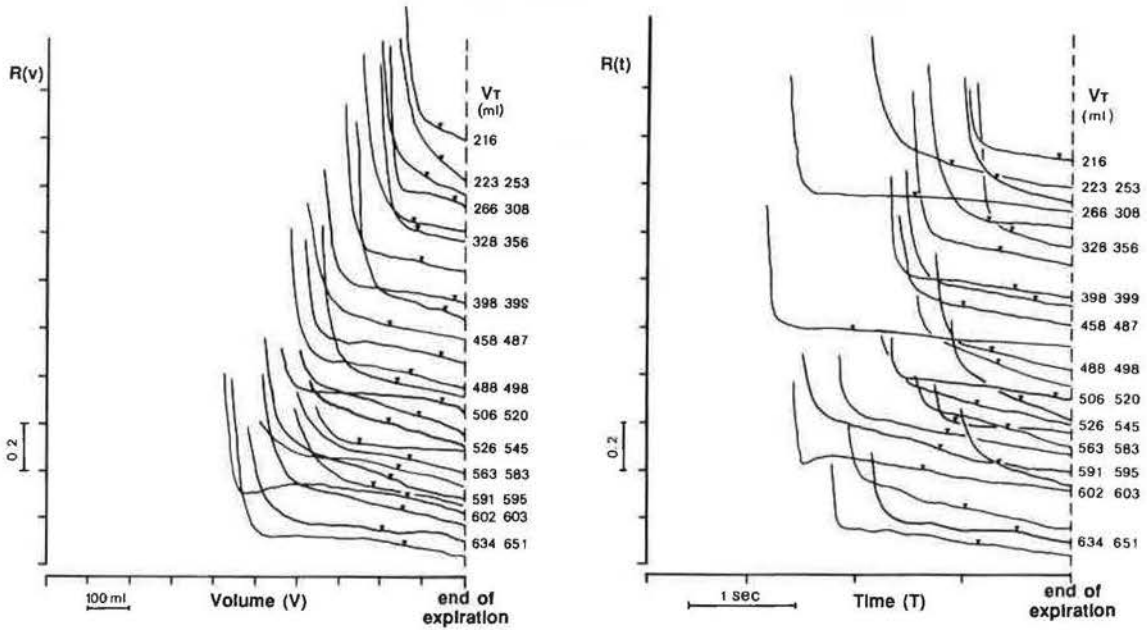 R(v)
VT
(ml)
216
223 253
266 308
328 356
398 399
458 487
488 498
506 520
526 545
563 583
591 595
602 603
634 651
0.2
100 ml
Volume (V)
end of
expiration
R(t)
VT
(ml)
216
223 253
266 308
328 356
398 399
458 487
488 498
506 520
526 545
563 583
591 595
602 603
634 651
0.2
1 sec
Time (T)
end of
expiration